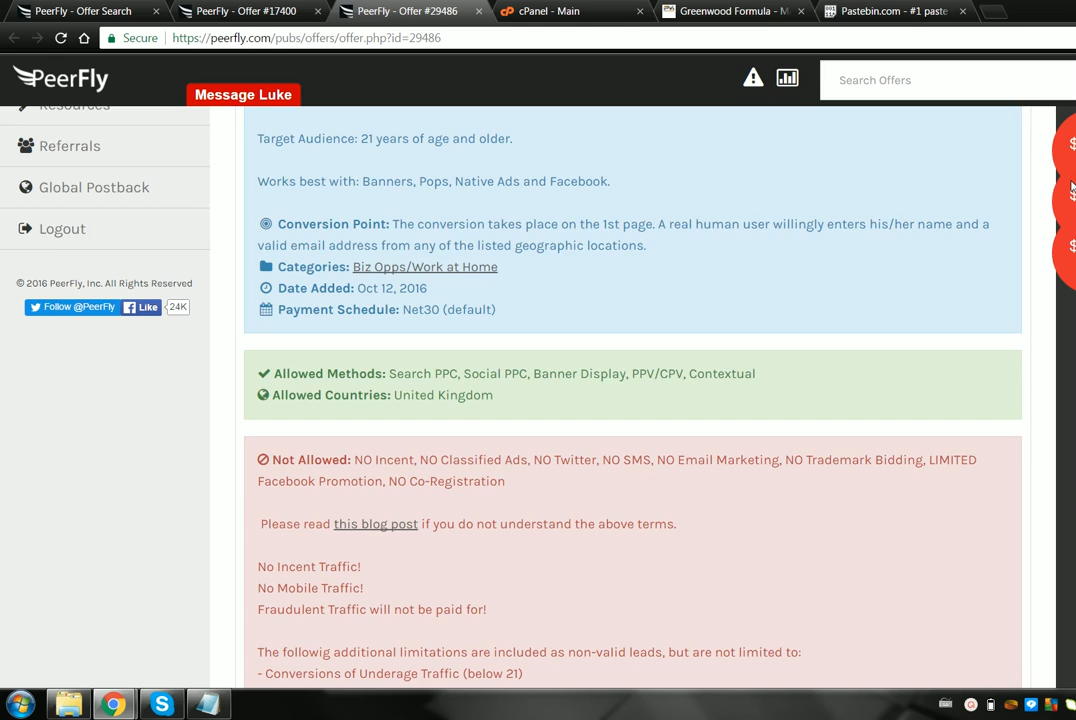 PeerFly - Offer Search
PeerFly - Offer #17400
PeerFly - Offer #29486
cPanel - Main
Greenwood Formula - M
Pastebin.com - #1 paste
Secure
https://peerfly.com/pubs/offers/offer.php?id=29486
PeerFly
Message Luke
Search Offers
Resources
Referrals
Global Postback
Logout
© 2016 PeerFly, Inc. All Rights Reserved
Follow @PeerFly
Like
24K
Target Audience: 21 years of age and older.
Works best with: Banners, Pops, Native Ads and Facebook.
Conversion Point: The conversion takes place on the 1st page. A real human user willingly enters his/her name and a
valid email address from any of the listed geographic locations.
Categories: Biz Opps/Work at Home
Date Added: Oct 12, 2016
Payment Schedule: Net30 (default)
Allowed Methods: Search PPC, Social PPC, Banner Display, PPV/CPV, Contextual
Allowed Countries: United Kingdom
Not Allowed: NO Incent, NO Classified Ads, NO Twitter, NO SMS, NO Email Marketing, NO Trademark Bidding, LIMITED
Facebook Promotion, NO Co-Registration
Please read this blog post if you do not understand the above terms.
No Incent Traffic!
No Mobile Traffic!
Fraudulent Traffic will not be paid for!
The followig additional limitations are included as non-valid leads, but are not limited to:
- Conversions of Underage Traffic (below 21)
$
$
$